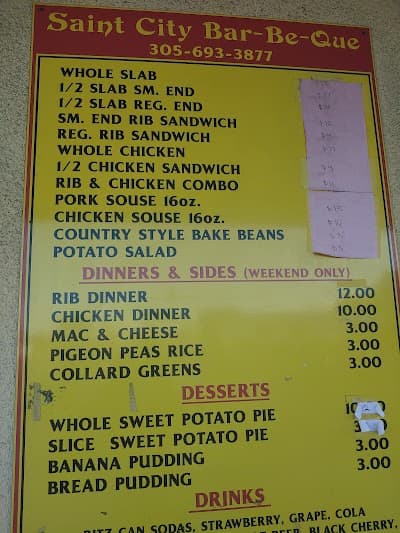 Saint City Bar-Be-Que
305-693-3877
WHOLE SLAB
1/2 SLAB SM. END
1/2 SLAB REG. END
SM. END RIB SANDWICH
REG. RIB SANDWICH
WHOLE CHICKEN
1/2 CHICKEN SANDWICH
RIB & CHICKEN COMBO
PORK SOUSE 16oz.
CHICKEN SOUSE 16oz.
COUNTRY STYLE BAKE BEANS
POTATO SALAD
DINNERS & SIDES (WEEKEND ONLY)
RIB DINNER 12.00
CHICKEN DINNER 10.00
MAC & CHEESE 3.00
PIGEON PEAS RICE 3.00
COLLARD GREENS 3.00
DESSERTS
WHOLE SWEET POTATO PIE
SLICE SWEET POTATO PIE
BANANA PUDDING 3.00
BREAD PUDDING 3.00
DRINKS
RITZ CAN SODAS, STRAWBERRY, GRAPE, COLA
BEER, BLACK CHERRY,